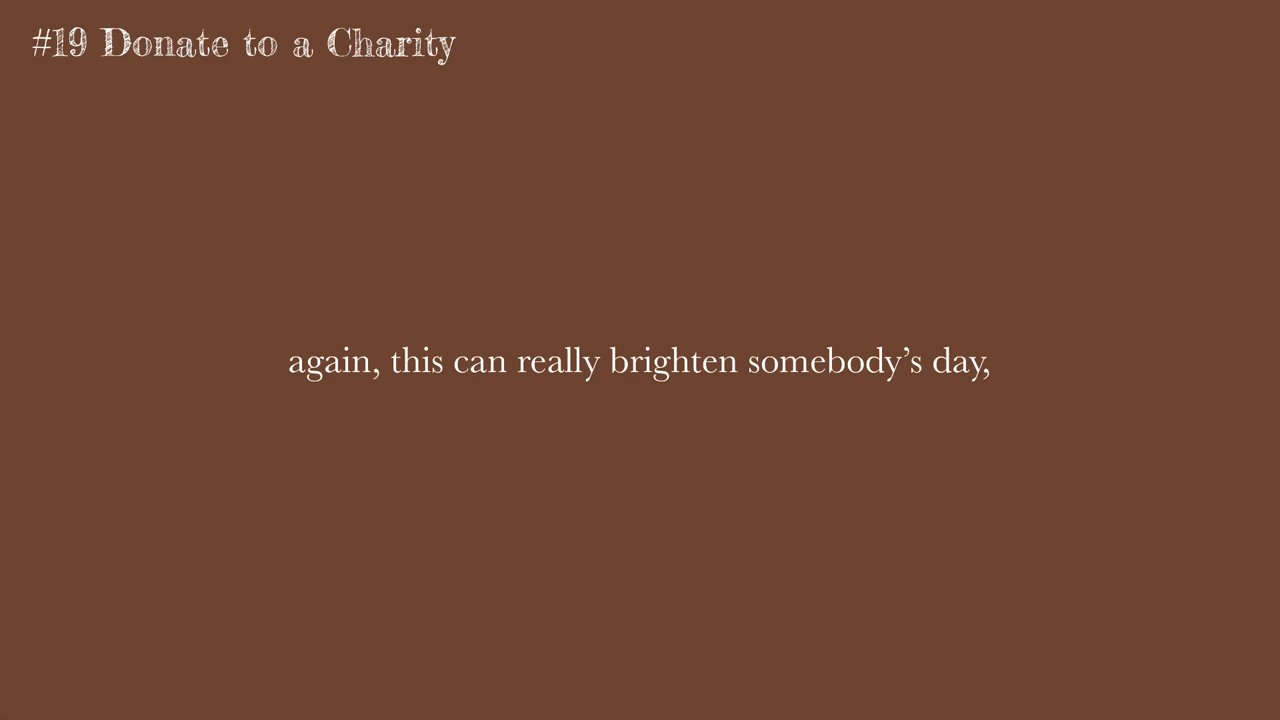 #19 Donate to a Charity
again, this can really brighten somebody’s day,